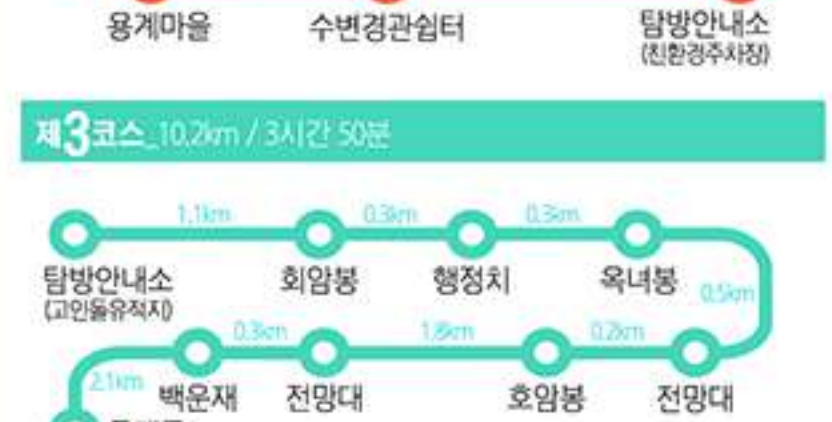 용계마을 수변경관쉼터 탐방안내소
(친환경주차장)
제3코스_10.2km / 3시간 50분
1.1km 0.3km 0.3km
탐방안내소 회암봉 행정치 옥녀봉
(고인돌유적지)
0.5km
0.3km 1.8km 0.2km
2.1km
백운재 전망대 호암봉 전망대